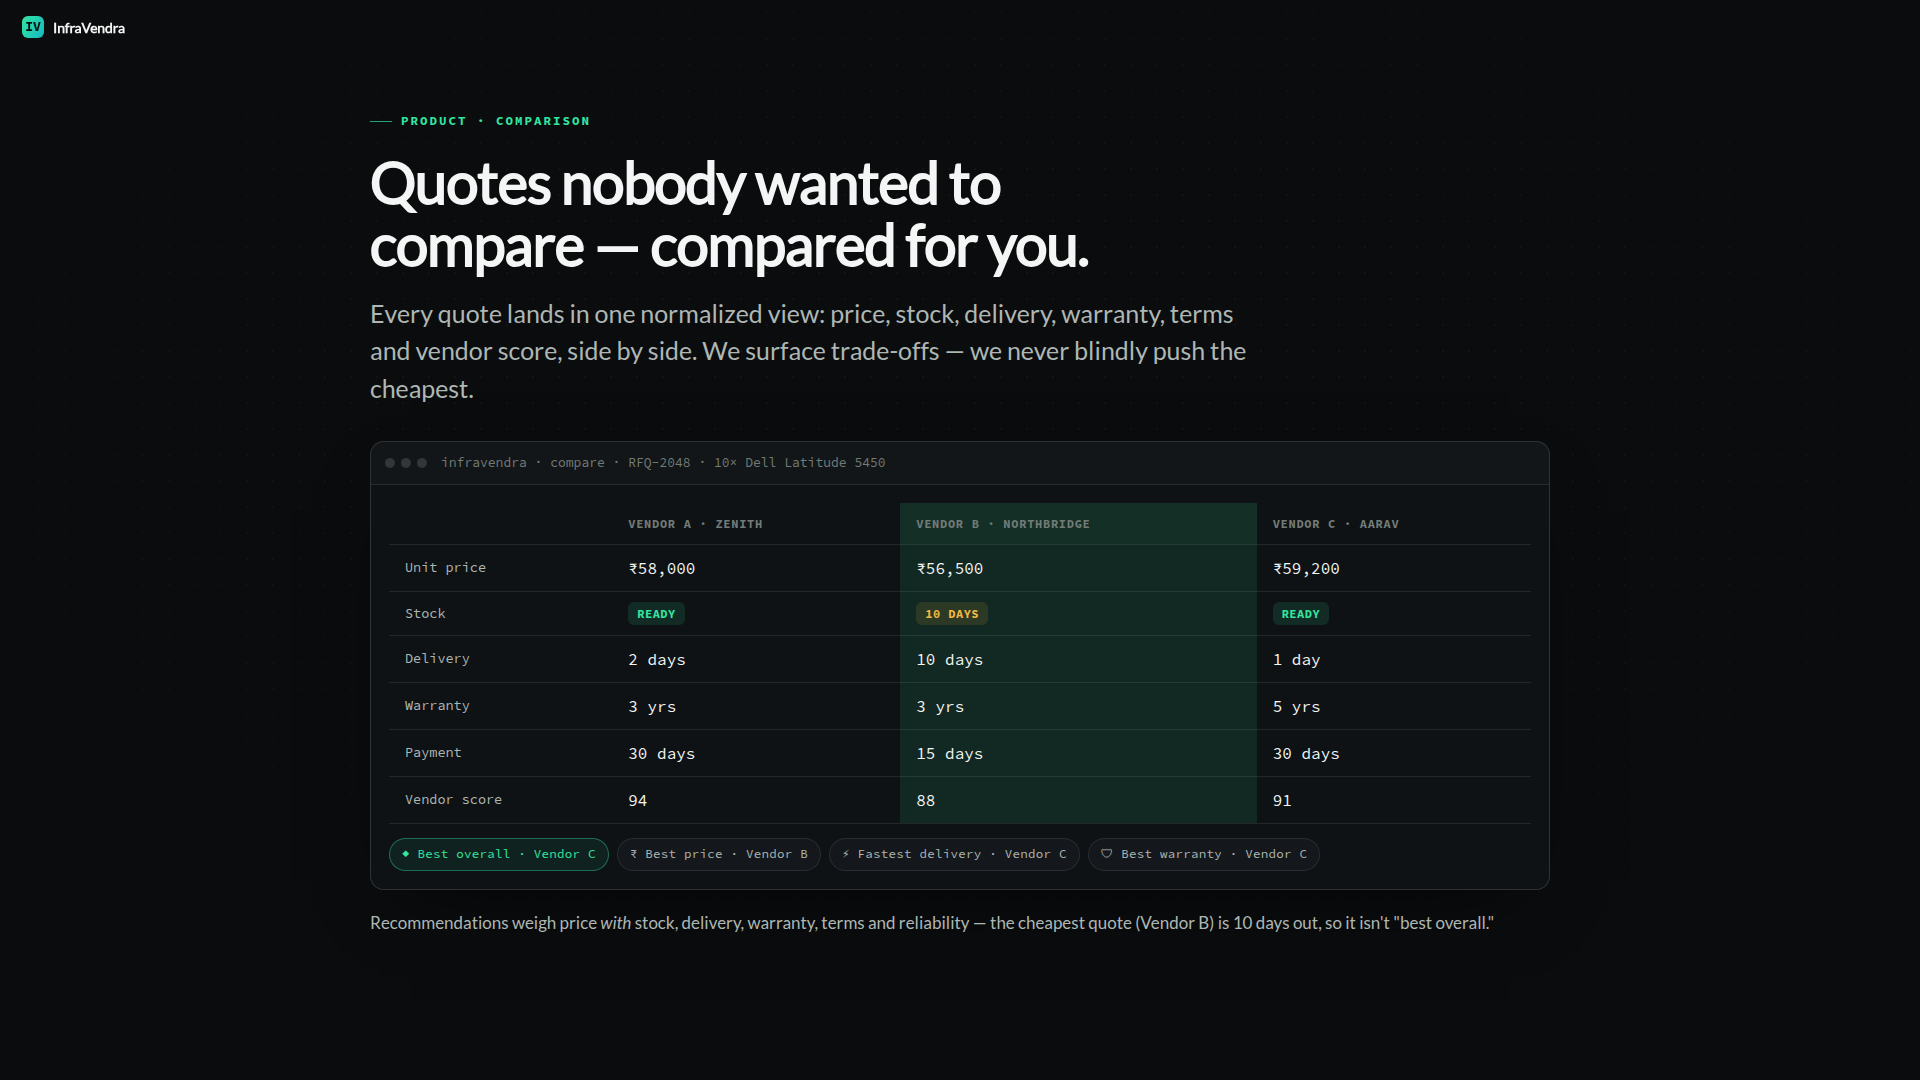 IV InfraVendra
PRODUCT · COMPARISON
Quotes nobody wanted to
compare — compared for you.
Every quote lands in one normalized view: price, stock, delivery, warranty, terms
and vendor score, side by side. We surface trade-offs — we never blindly push the
cheapest.
infravendra · compare · RFQ-2048 · 10× Dell Latitude 5450
VENDOR A · ZENITH VENDOR B · NORTHBRIDGE VENDOR C · AARAV
Unit price ₹58,000 ₹56,500 ₹59,200
Stock READY 10 DAYS READY
Delivery 2 days 10 days 1 day
Warranty 3 yrs 3 yrs 5 yrs
Payment 30 days 15 days 30 days
Vendor score 94 88 91
◆ Best overall · Vendor C ₹ Best price · Vendor B ⚡ Fastest delivery · Vendor C 🛡 Best warranty · Vendor C
Recommendations weigh price with stock, delivery, warranty, terms and reliability — the cheapest quote (Vendor B) is 10 days out, so it isn't "best overall."